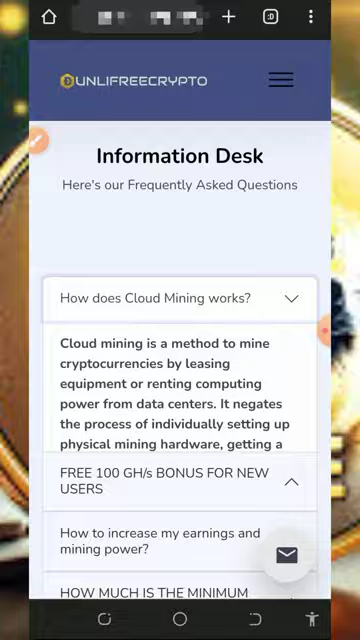 UNLIFREECRYPTO
Information Desk
Here's our Frequently Asked Questions
How does Cloud Mining works?
Cloud mining is a method to mine
cryptocurrencies by leasing
equipment or renting computing
power from data centers. It negates
the process of individually setting up
physical mining hardware, getting a
FREE 100 GH/s BONUS FOR NEW
USERS
How to increase my earnings and
mining power?
HOW MUCH IS THE MINIMUM